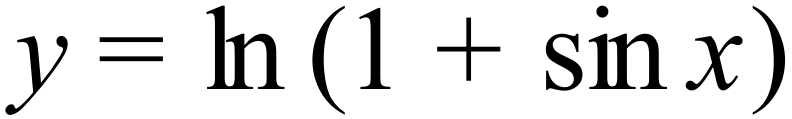 y = ln (1 + sin x)